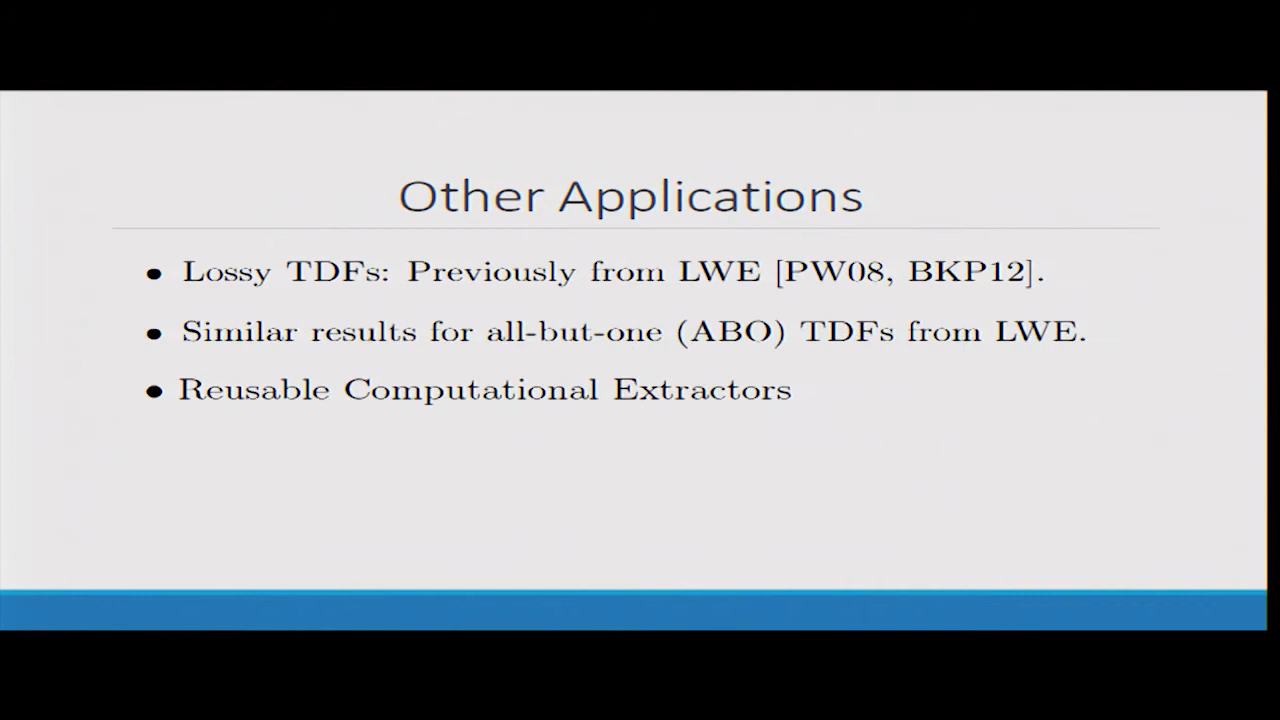 Other Applications
• Lossy TDFs: Previously from LWE [PW08, BKP12].
• Similar results for all-but-one (ABO) TDFs from LWE.
• Reusable Computational Extractors